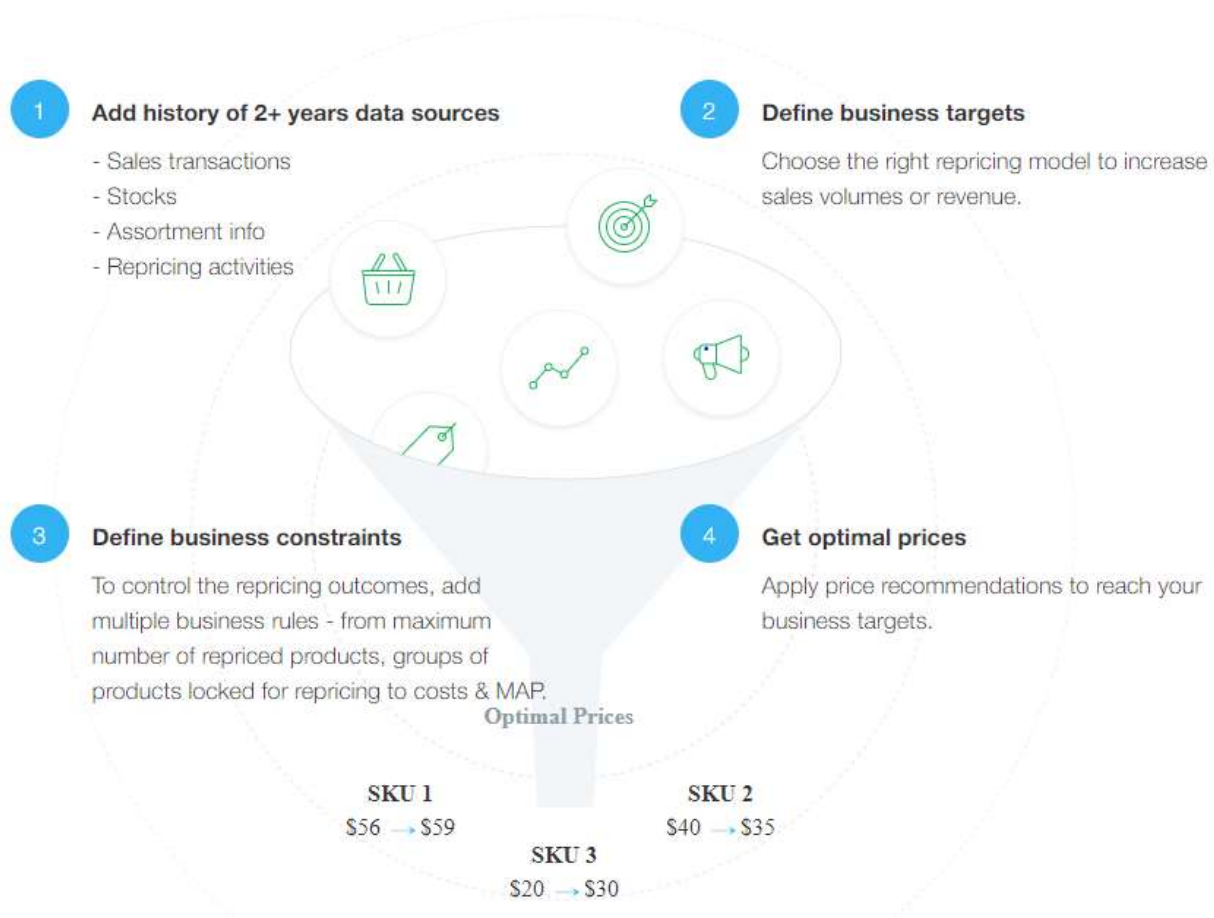 1
Add history of 2+ years data sources
- Sales transactions
- Stocks
- Assortment info
- Repricing activities
2
Define business targets
Choose the right repricing model to increase
sales volumes or revenue.
3
Define business constraints
To control the repricing outcomes, add
multiple business rules - from maximum
number of repriced products, groups of
products locked for repricing to costs & MAP.
4
Get optimal prices
Apply price recommendations to reach your
business targets.
Optimal Prices
SKU 1
$56 → $59
SKU 2
$40 → $35
SKU 3
$20 → $30